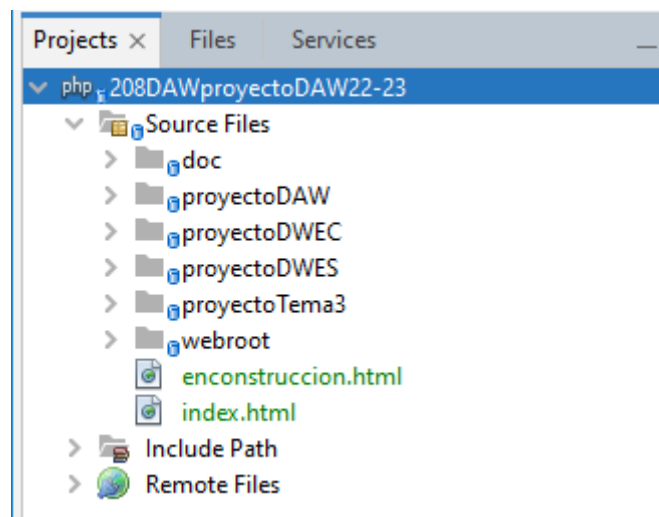 Projects × Files Services
php 208DAWproyectoDAW22-23
Source Files
doc
proyectoDAW
proyectoDWEC
proyectoDWES
proyectoTema3
webroot
enconstruccion.html
index.html
Include Path
Remote Files